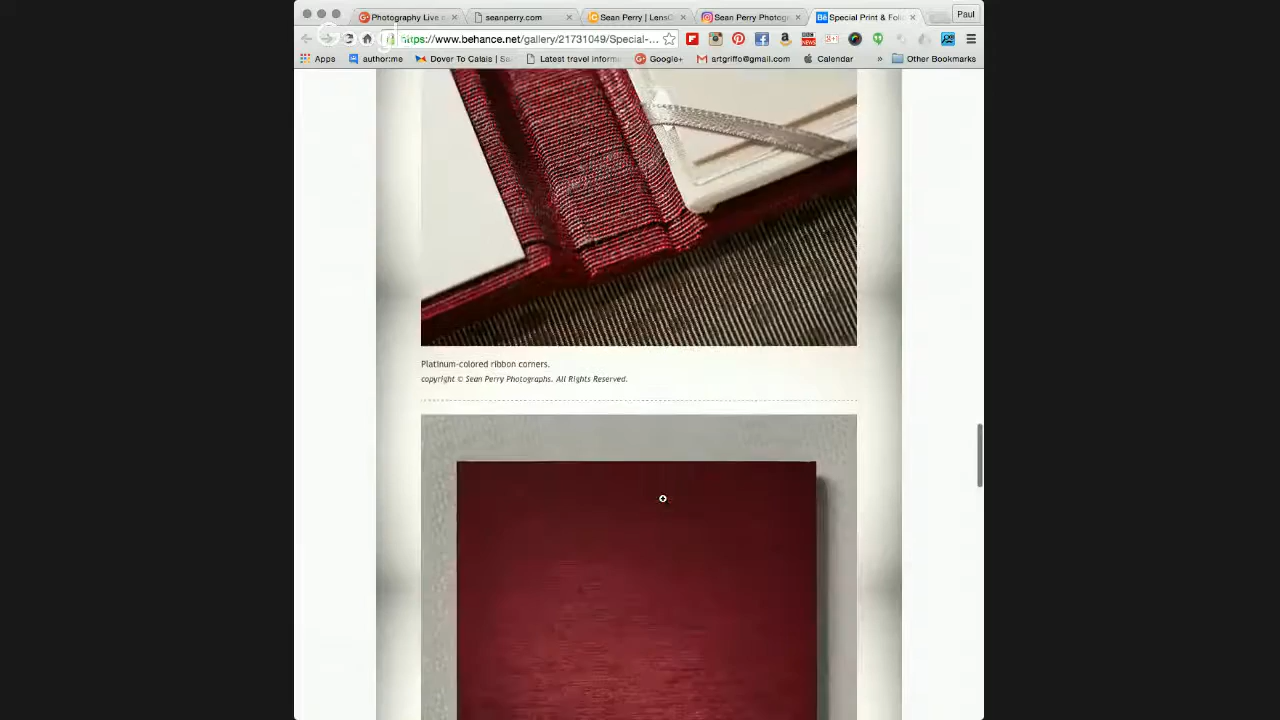 Photography Live c
seanperry.com
Sean Perry | Lens
Sean Perry Photogr
Special Print & Foli
Paul
https://www.behance.net/gallery/21731049/Special-...
Apps
author:me
Dover To Calais | Se
Latest travel inform
Google+
artgriffo@gmail.com
Calendar
»
Other Bookmarks
Platinum-colored ribbon corners.
copyright © Sean Perry Photographs. All Rights Reserved.